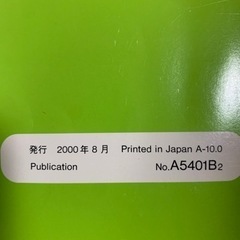 発行 2000年8月 Printed in Japan A-10.0
Publication No.A5401B2